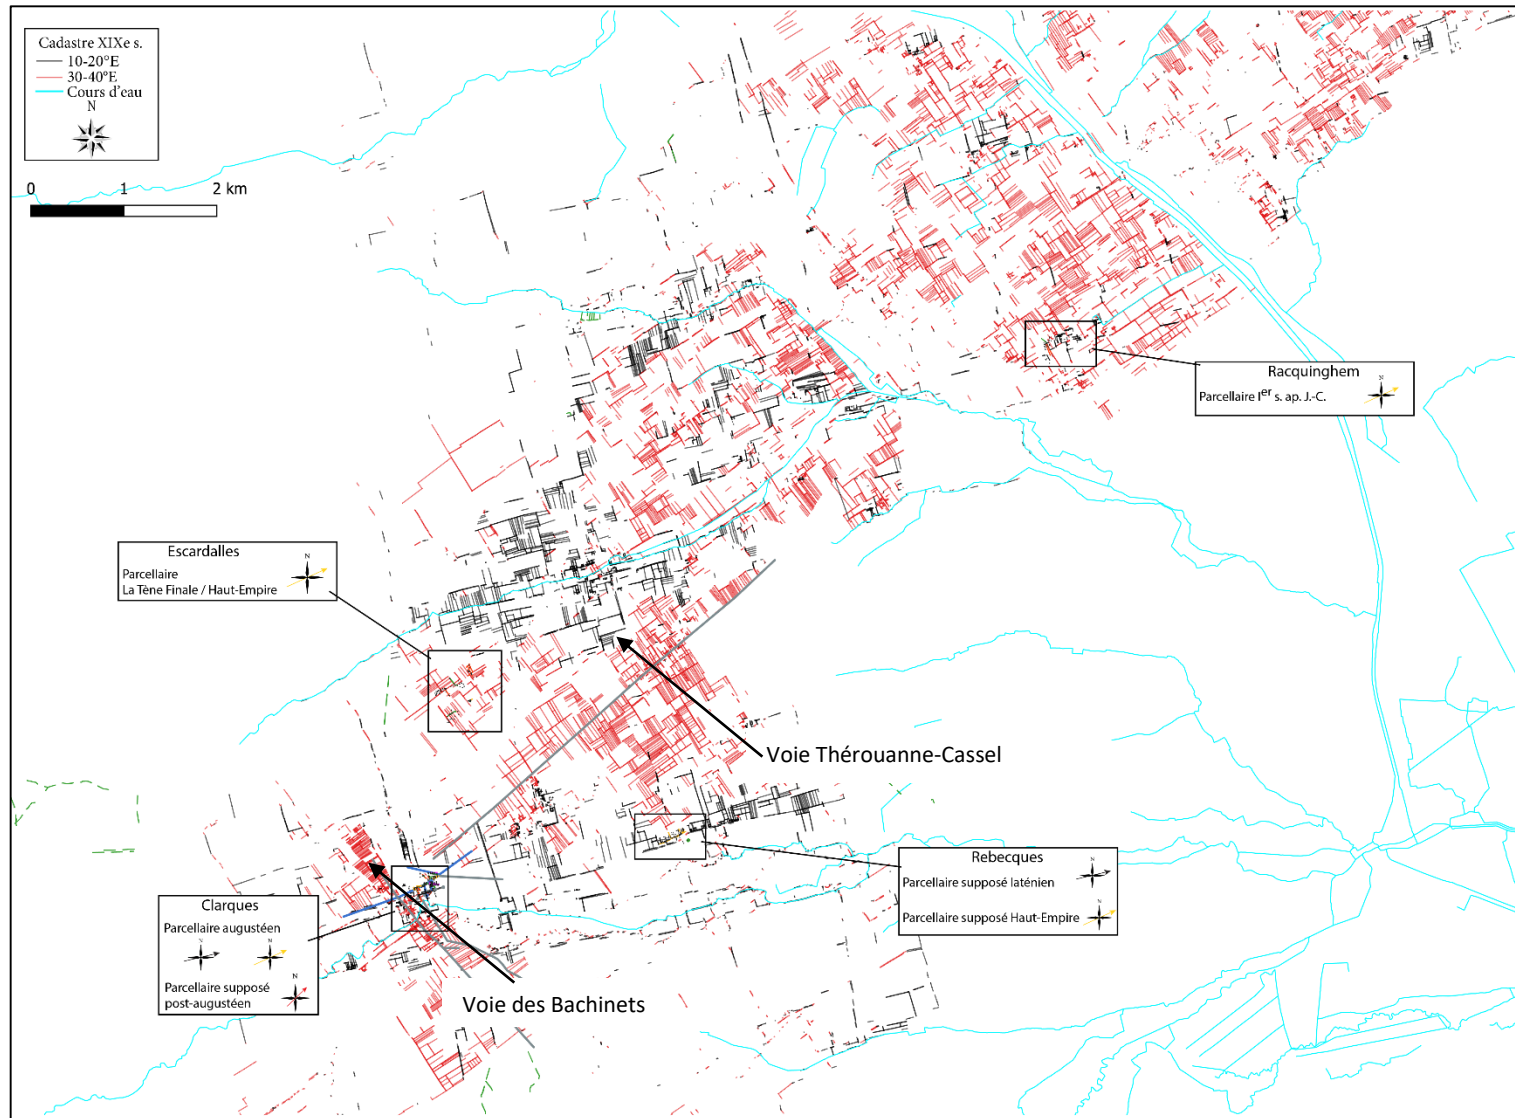 Cadastre XIXe s.
10-20°E
30-40°E
Cours d'eau
N
0 1 2 km
Racquinghem
Parcellaire Ier s. ap. J.-C.
N
Escardalles
Parcellaire
La Tène Finale / Haut-Empire
N
Voie Thérouanne-Cassel
Rebecques
Parcellaire supposé laténien
N
Parcellaire supposé Haut-Empire
N
Clarques
Parcellaire augustéen
N N
Parcellaire supposé
post-augustéen
N
Voie des Bachinets